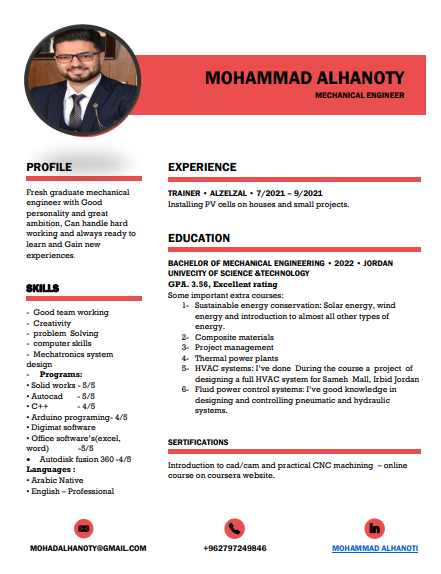 MOHAMMAD ALHANOTY
MECHANICAL ENGINEER
PROFILE
Fresh graduate mechanical
engineer with Good
personality and great
ambition, Can handle hard
working and always ready to
learn and Gain new
experiences.
SKILLS
- Good team working
- Creativity
- problem Solving
- computer skills
- Mechatronics system
design
- Programs:
• Solid works - 5/5
• Autocad - 5/5
• C++ - 4/5
• Arduino programing- 4/5
• Digimat software
• Office software's(excel,
word) -5/5
• Autodisk fusion 360 -4/5
Languages :
• Arabic Native
• English – Professional
EXPERIENCE
TRAINER • ALZELZAL • 7/2021 – 9/2021
Installing PV cells on houses and small projects.
EDUCATION
BACHELOR OF MECHANICAL ENGINEERING • 2022 • JORDAN
UNIVECITY OF SCIENCE &TECHNOLOGY
GPA. 3.56, Excellent rating
Some important extra courses:
1- Sustainable energy conservation: Solar energy, wind
energy and introduction to almost all other types of
energy.
2- Composite materials
3- Project management
4- Thermal power plants
5- HVAC systems: I've done During the course a project of
designing a full HVAC system for Sameh Mall, Irbid Jordan
6- Fluid power control systems: I've good knowledge in
designing and controlling pneumatic and hydraulic
systems.
SERTIFICATIONS
Introduction to cad/cam and practical CNC machining – online
course on coursera website.
MOHADALHANOTY@GMAIL.COM
+962797249846
MOHAMMAD ALHANOTI